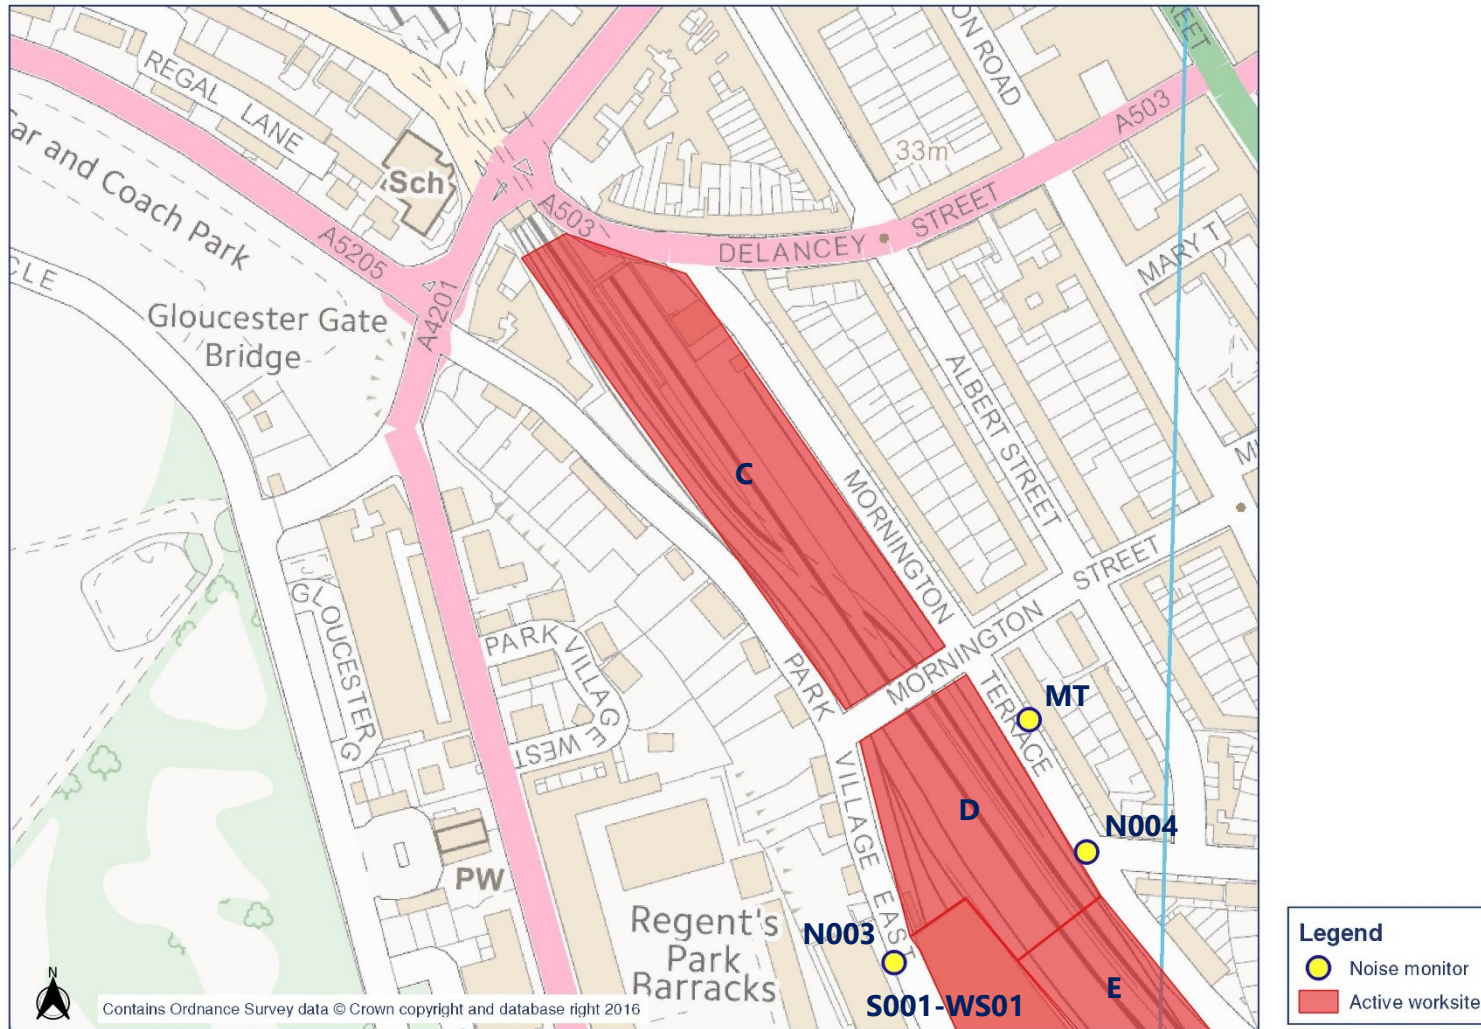 REGAL LANE
ar and Coach Park
CLE
Sch
A5205
A4201
Gloucester Gate
Bridge
A503
DELANCEY STREET
A503
ON ROAD
33m
REET
MARY T
ALBERT STREET
MORNINGTON
MORNINGTON STREET
TERRACE
C
MT
D
N004
E
N003
S001-WS01
PARK
VILLAGE EAST
PARK VILLAGE WEST
GLOUCESTER G
PW
Regent's
Park
Barracks
N
Contains Ordnance Survey data © Crown copyright and database right 2016
Legend
Noise monitor
Active worksite